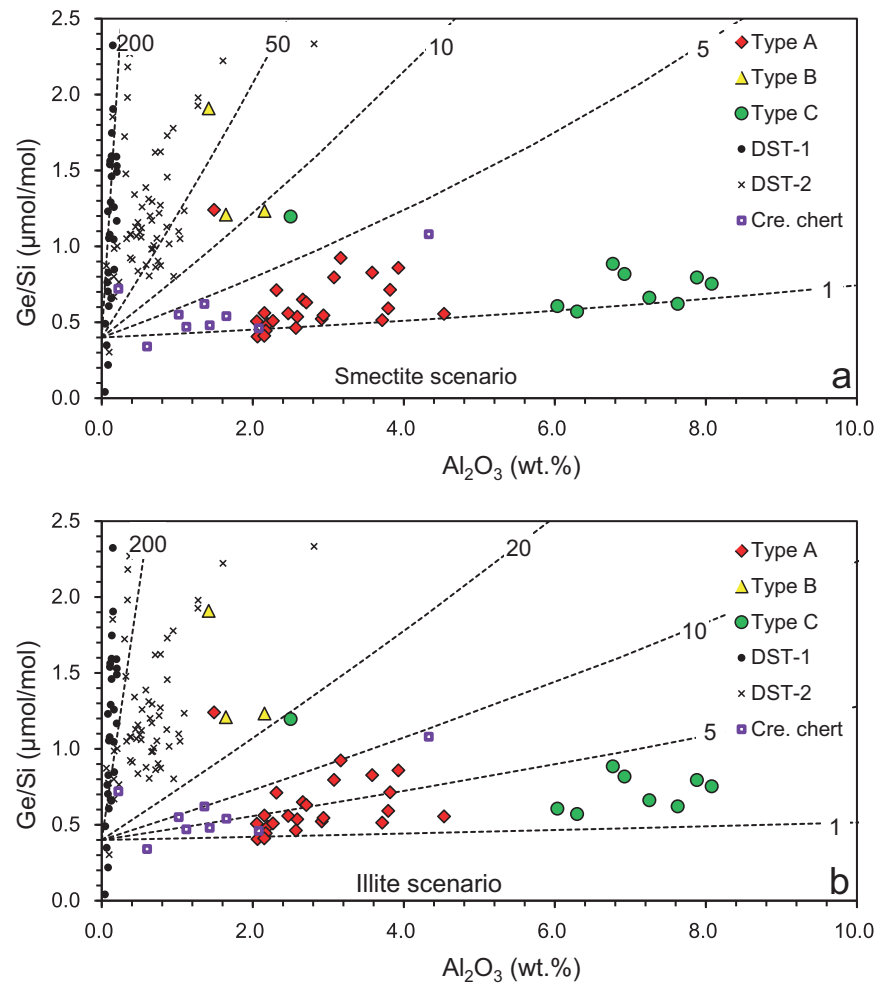 2.5
200
50
10
5
Type A
2.0
Type B
Type C
1.5
DST-1
DST-2
1.0
Cre. chert
Ge/Si (μmol/mol)
1
0.5
Smectite scenario
a
0.0
0.0 2.0 4.0 6.0 8.0 10.0
Al₂O₃ (wt.%)
2.5
200
20
Type A
2.0
Type B
Type C
10
1.5
DST-1
DST-2
1.0
Cre. chert
5
Ge/Si (μmol/mol)
0.5
1
Illite scenario
b
0.0
0.0 2.0 4.0 6.0 8.0 10.0
Al₂O₃ (wt.%)